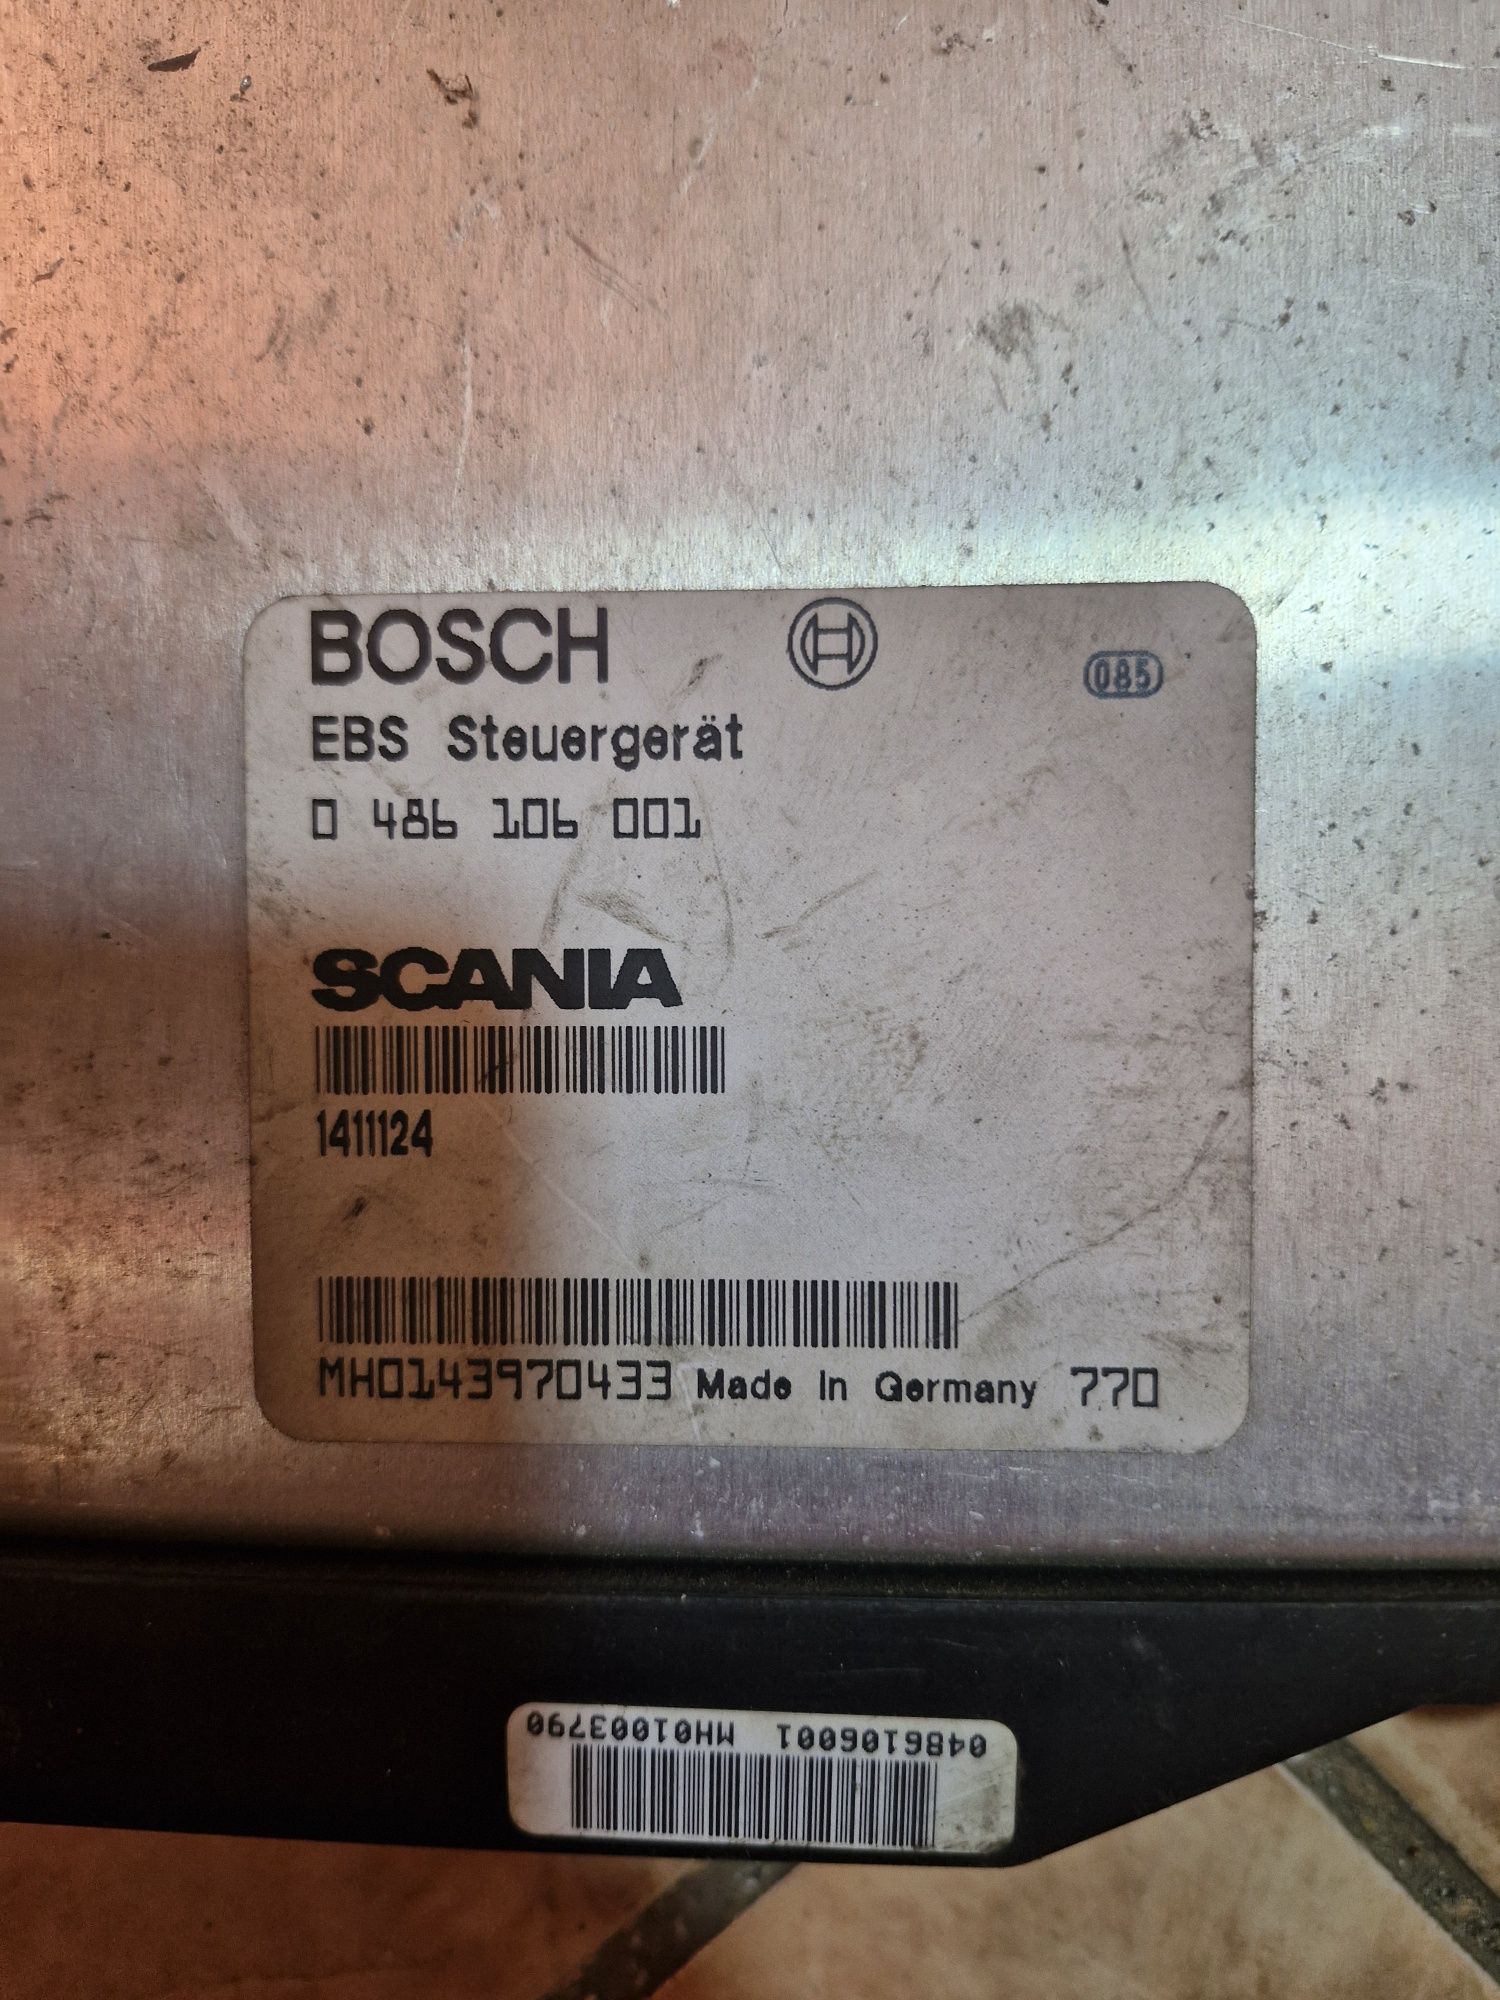 BOSCH
085
EBS Steuergerät
0 486 106 001
SCANIA
1411124
MH0143970433 Made in Germany 770
0486106001 MH01003790